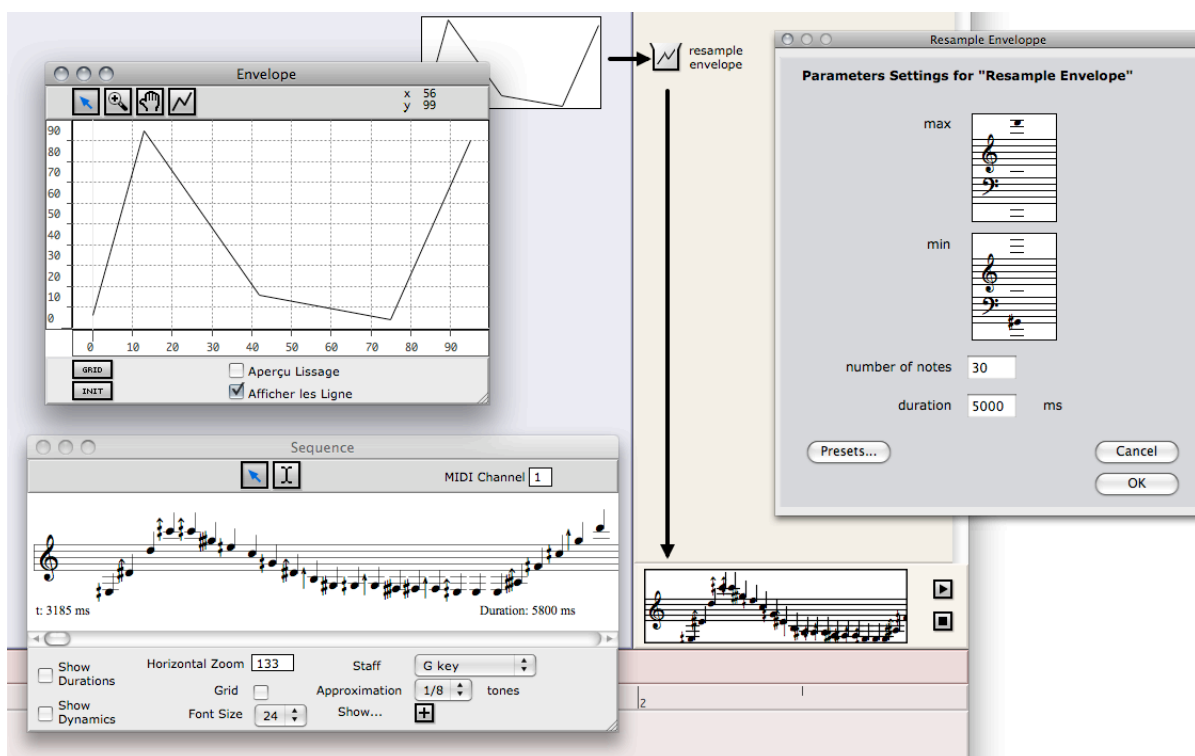 resample
envelope
Resample Enveloppe
Parameters Settings for "Resample Envelope"
max
min
number of notes 30
duration 5000 ms
Presets...
Cancel
OK
Envelope
x 56
y 99
90
80
70
60
50
40
30
20
10
0
0 10 20 30 40 50 60 70 80 90
GRID
Aperçu Lissage
INIT
Afficher les Ligne
Sequence
MIDI Channel 1
t: 3185 ms
Duration: 5800 ms
Show
Durations
Horizontal Zoom 133
Staff G key
Grid
Approximation 1/8 tones
Show
Dynamics
Font Size 24
Show...
2